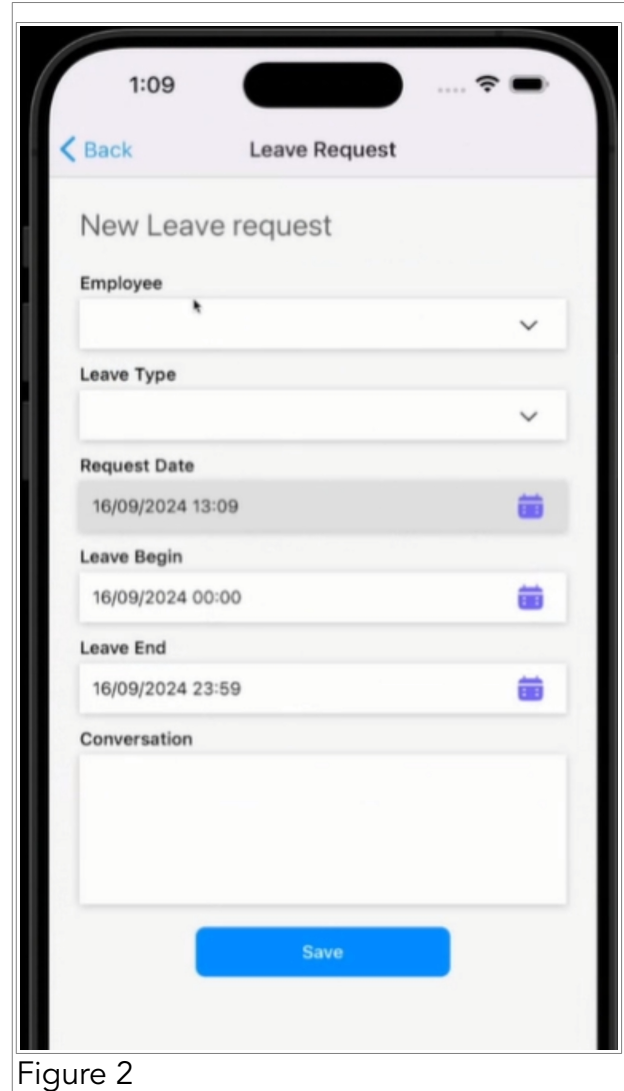 1:09
Back
Leave Request
New Leave request
Employee
Leave Type
Request Date
16/09/2024 13:09
Leave Begin
16/09/2024 00:00
Leave End
16/09/2024 23:59
Conversation
Save
Figure 2